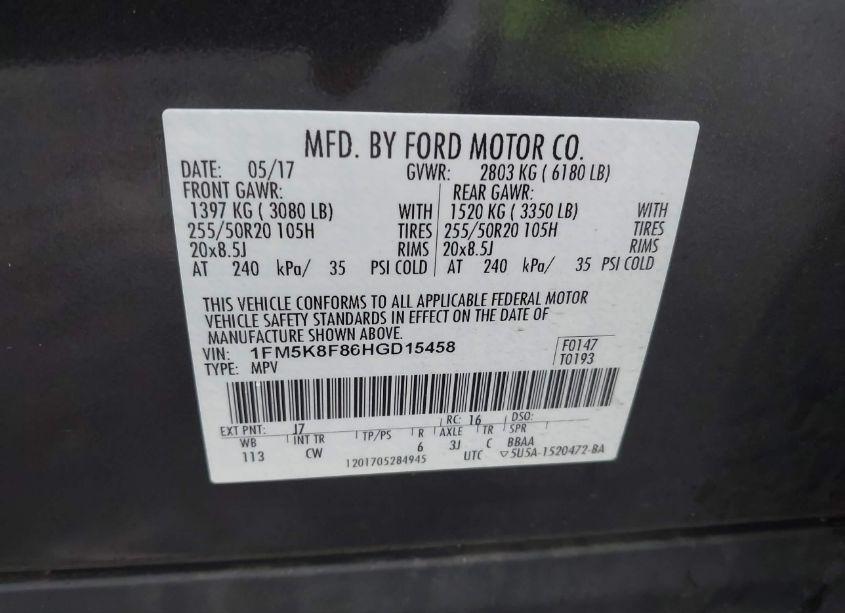 MFD. BY FORD MOTOR CO.
DATE: 05/17 GVWR: 2803 KG ( 6180 LB)
FRONT GAWR: REAR GAWR:
1397 KG ( 3080 LB) WITH 1520 KG ( 3350 LB) WITH
255/50R20 105H TIRES 255/50R20 105H TIRES
20x8.5J RIMS 20x8.5J RIMS
AT 240 kPa/ 35 PSI COLD AT 240 kPa/ 35 PSI COLD
THIS VEHICLE CONFORMS TO ALL APPLICABLE FEDERAL MOTOR
VEHICLE SAFETY STANDARDS IN EFFECT ON THE DATE OF
MANUFACTURE SHOWN ABOVE.
VIN: 1FM5K8F86HGD15458 F0147
TYPE: MPV T0193
EXT PNT: J7 RC: 16 DSO:
WB INT TR TP/PS R AXLE TR SPR
113 CW 6 3J C BBAA
1201705284945 UTC ▽5U5A-1520472-BA